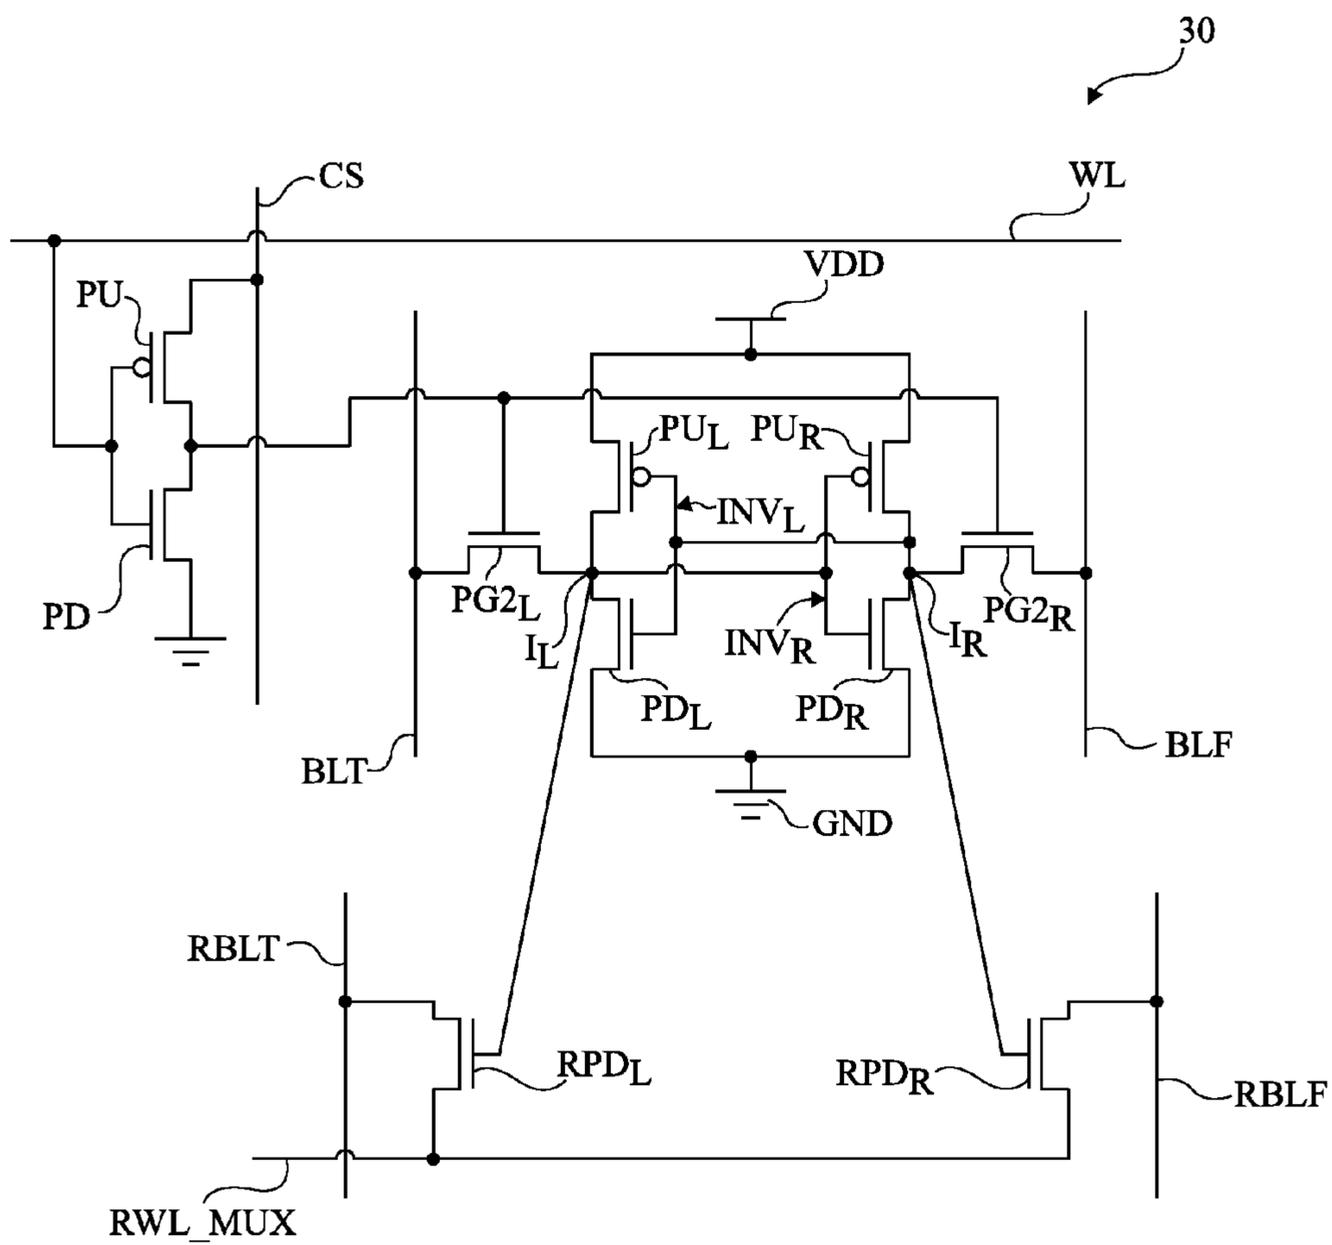 30
CS
WL
VDD
PU
PUL
PUR
INVL
PG2L
PG2R
PD
IL
INVR
IR
PDL
PDR
BLT
BLF
GND
RBLT
RPDL
RPDR
RBLF
RWL_MUX